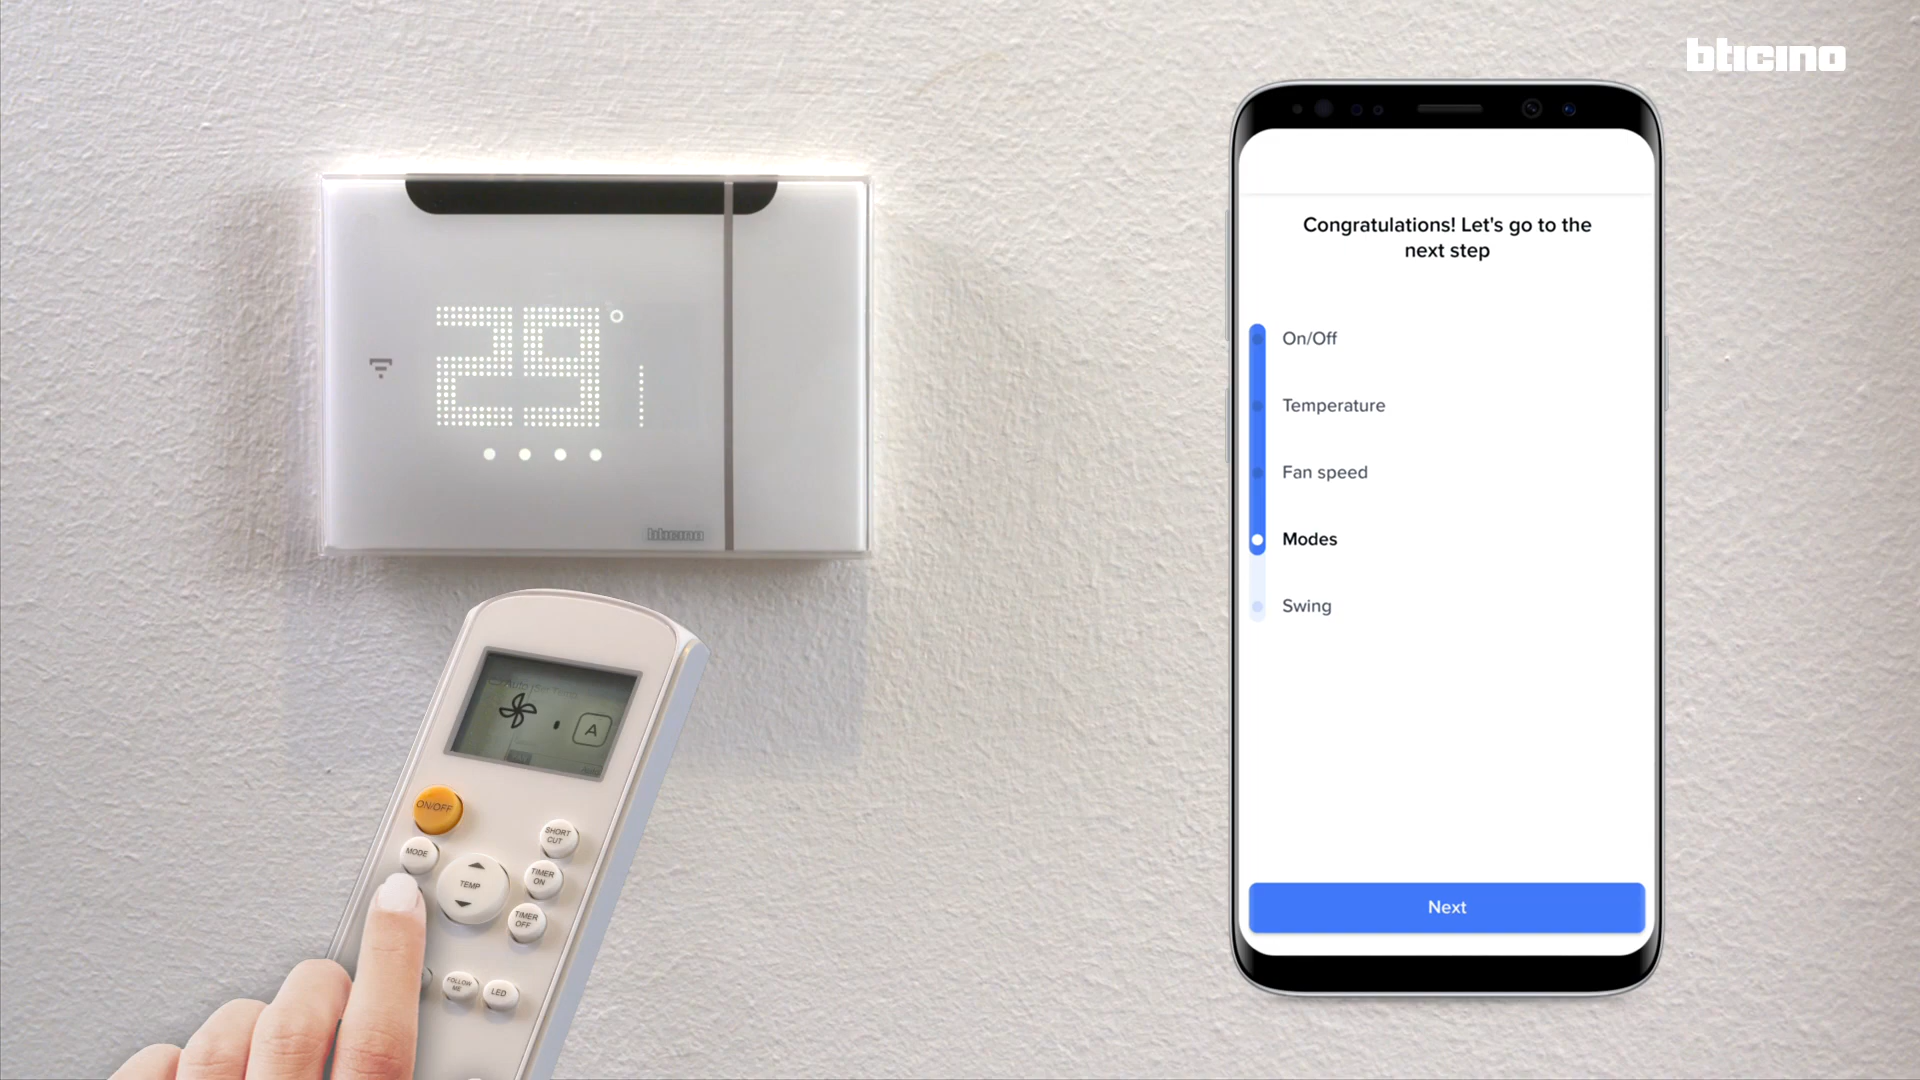 bticino
Congratulations! Let's go to the
next step
On/Off
Temperature
Fan speed
Modes
Swing
Next
29°
bticino
A
ON/OFF
MODE
TEMP
SHORT
CUT
TIMER
ON
TIMER
OFF
FOLLOW
ME
LED